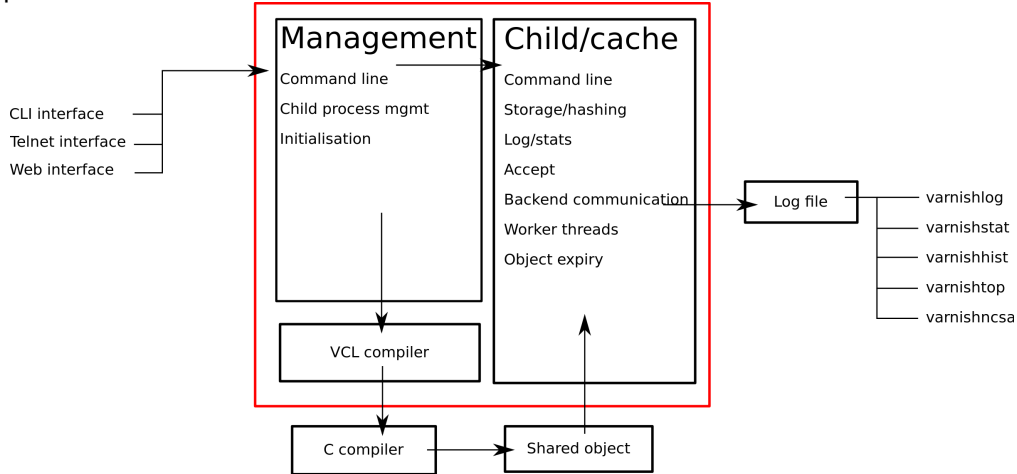 CLI interface
Telnet interface
Web interface
Management
Command line
Child process mgmt
Initialisation
VCL compiler
C compiler
Child/cache
Command line
Storage/hashing
Log/stats
Accept
Backend communication
Worker threads
Object expiry
Shared object
Log file
varnishlog
varnishstat
varnishhist
varnishtop
varnishncsa